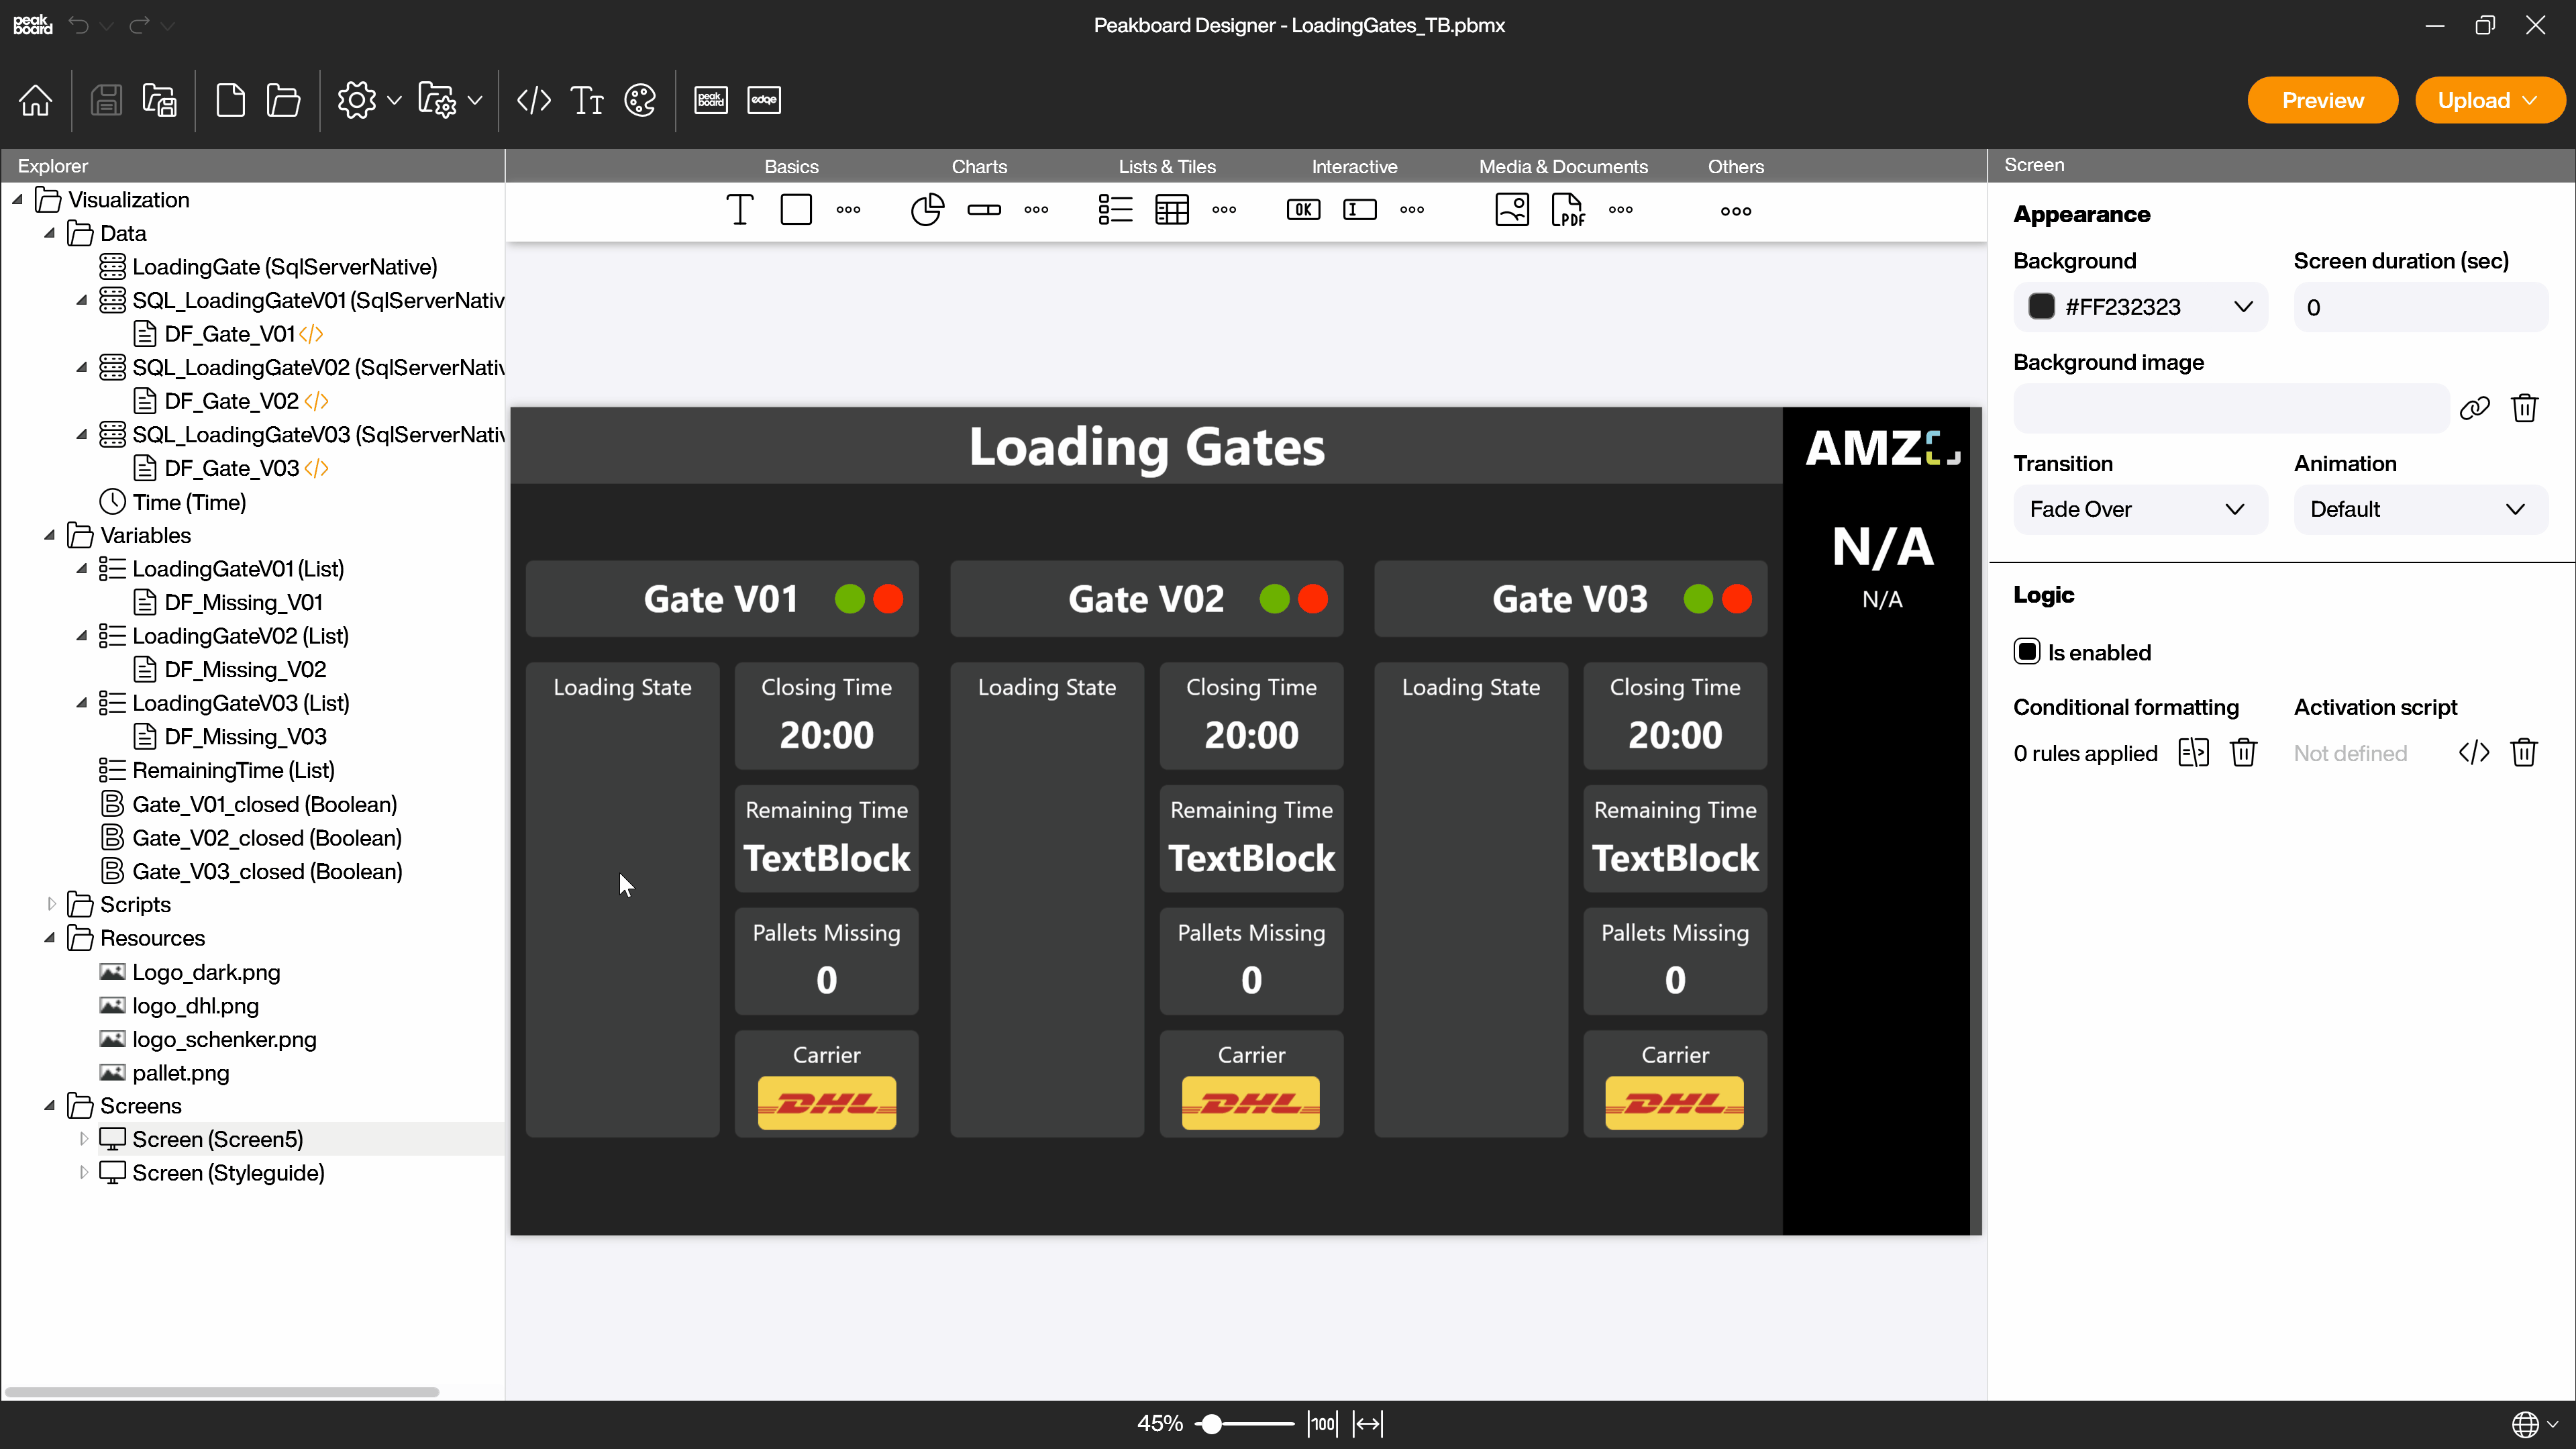 peak
board
Peakboard Designer - LoadingGates_TB.pbmx
peak
board
edge
Preview
Upload
Explorer
Basics
Charts
Lists & Tiles
Interactive
Media & Documents
Others
Screen
OK
I
PDF
Visualization
Data
LoadingGate (SqlServerNative)
SQL_LoadingGateV01 (SqlServerNativ
DF_Gate_V01
SQL_LoadingGateV02 (SqlServerNativ
DF_Gate_V02
SQL_LoadingGateV03 (SqlServerNativ
DF_Gate_V03
Time (Time)
Variables
LoadingGateV01 (List)
DF_Missing_V01
LoadingGateV02 (List)
DF_Missing_V02
LoadingGateV03 (List)
DF_Missing_V03
RemainingTime (List)
Gate_V01_closed (Boolean)
Gate_V02_closed (Boolean)
Gate_V03_closed (Boolean)
Scripts
Resources
Logo_dark.png
logo_dhl.png
logo_schenker.png
pallet.png
Screens
Screen (Screen5)
Screen (Styleguide)
Loading Gates
AMZ
N/A
N/A
Gate V01
Gate V02
Gate V03
Loading State
Closing Time
20:00
Remaining Time
TextBlock
Pallets Missing
0
Carrier
DHL
Loading State
Closing Time
20:00
Remaining Time
TextBlock
Pallets Missing
0
Carrier
DHL
Loading State
Closing Time
20:00
Remaining Time
TextBlock
Pallets Missing
0
Carrier
DHL
Appearance
Background
Screen duration (sec)
#FF232323
0
Background image
Transition
Animation
Fade Over
Default
Logic
Is enabled
Conditional formatting
Activation script
0 rules applied
Not defined
45%
100